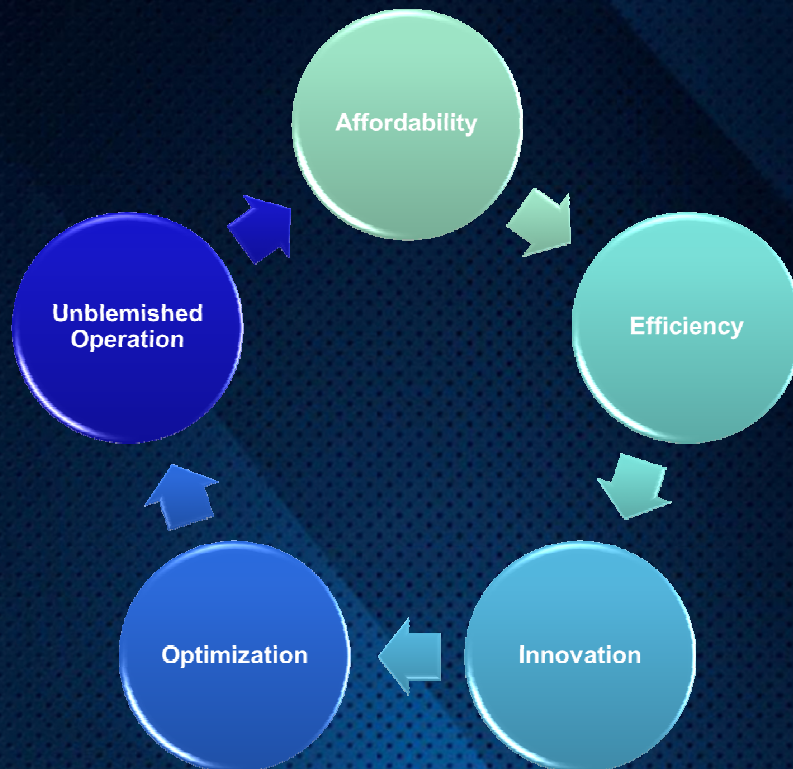 Affordability
Efficiency
Innovation
Optimization
Unblemished
Operation